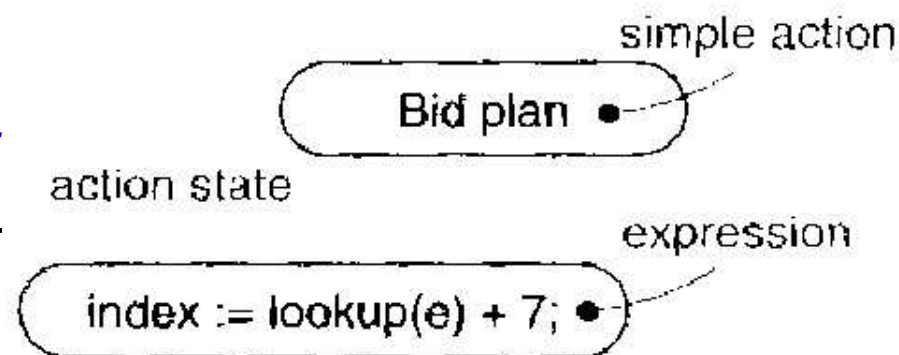 simple action
Bid plan
action state
expression
index := lookup(e) + 7;